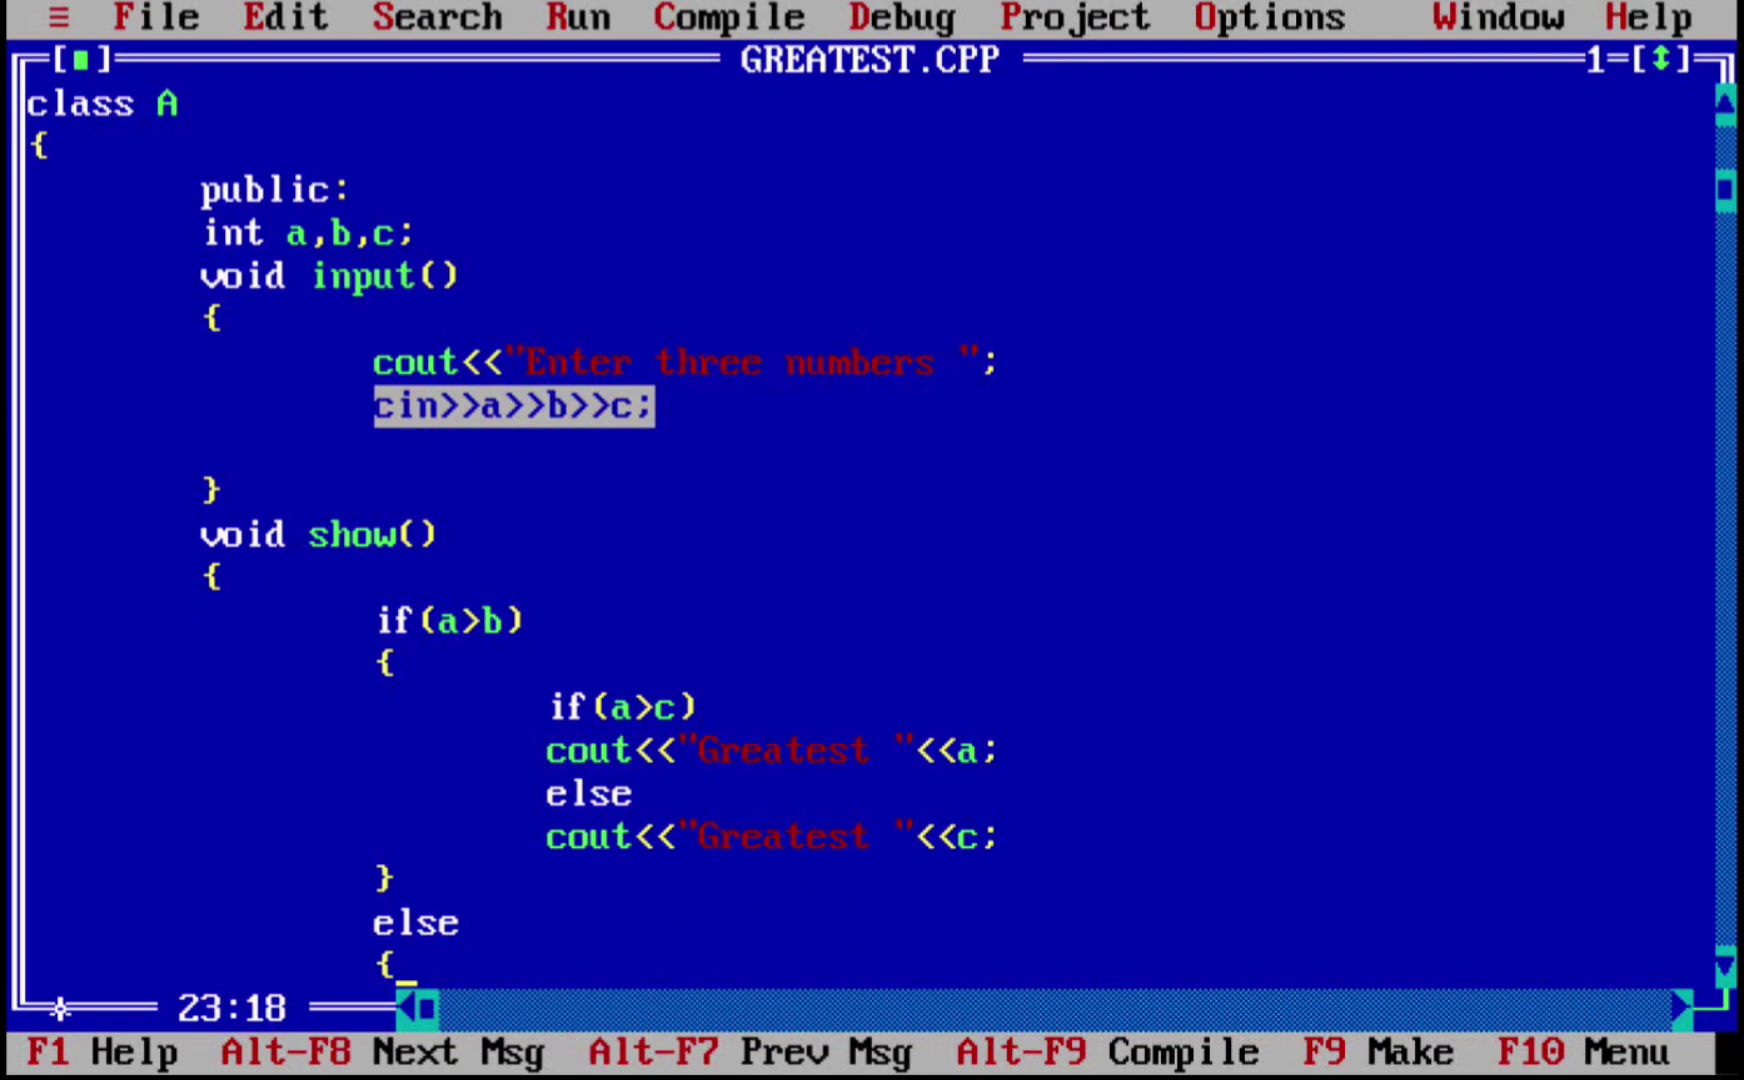 ≡ File Edit Search Run Compile Debug Project Options Window Help
[■] GREATEST.CPP 1=[↕]
class A
{
public:
int a,b,c;
void input()
{
cout<<"Enter three numbers ";
cin>>a>>b>>c;
}
void show()
{
if(a>b)
{
if(a>c)
cout<<"Greatest "<<a;
else
cout<<"Greatest "<<c;
}
else
{
23:18
F1 Help Alt-F8 Next Msg Alt-F7 Prev Msg Alt-F9 Compile F9 Make F10 Menu